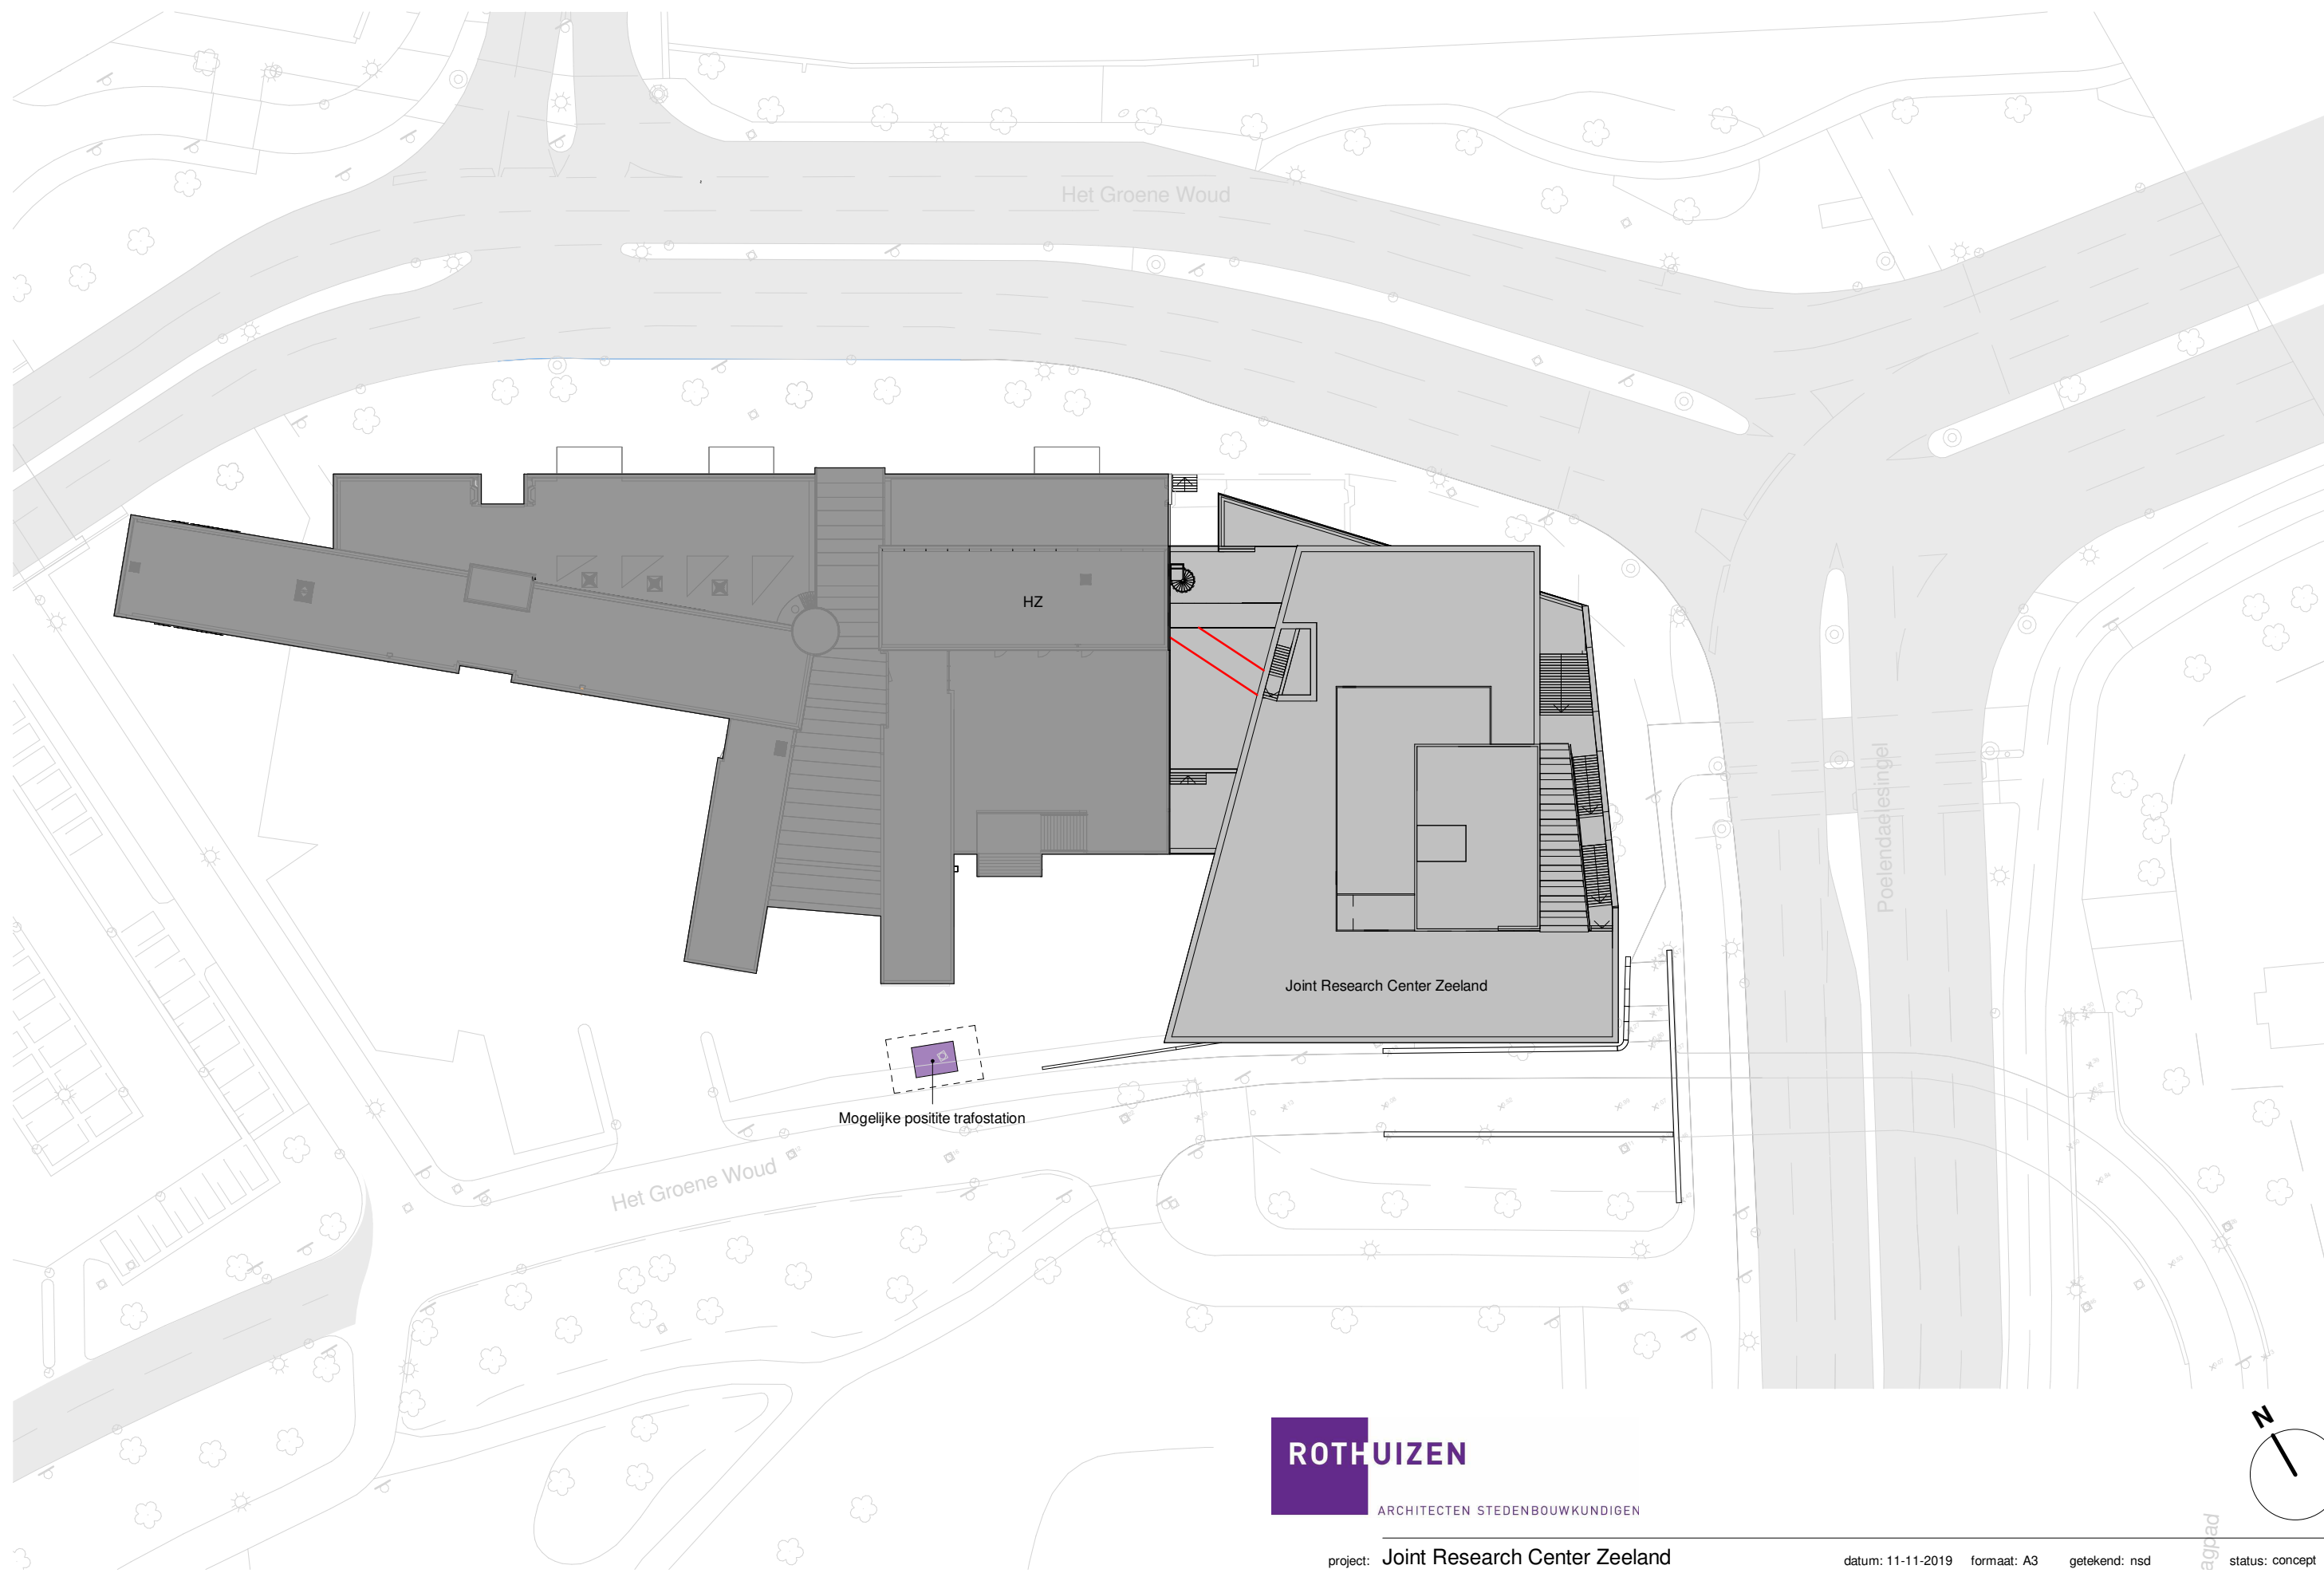 Het Groene Woud
HZ
Poelendaelesingel
Joint Research Center Zeeland
Mogelijke positite trafostation
Het Groene Woud
N
ROTHUIZEN
ARCHITECTEN STEDENBOUWKUNDIGEN
agpad
project: Joint Research Center Zeeland datum: 11-11-2019 formaat: A3 getekend: nsd status: concept